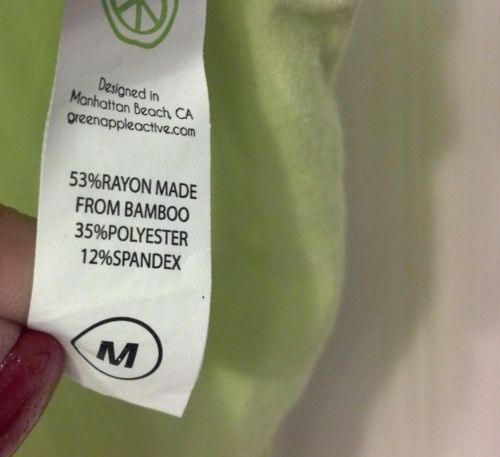 Designed in
Manhattan Beach, CA
greenappleactive.com
53%RAYON MADE
FROM BAMBOO
35%POLYESTER
12%SPANDEX
M